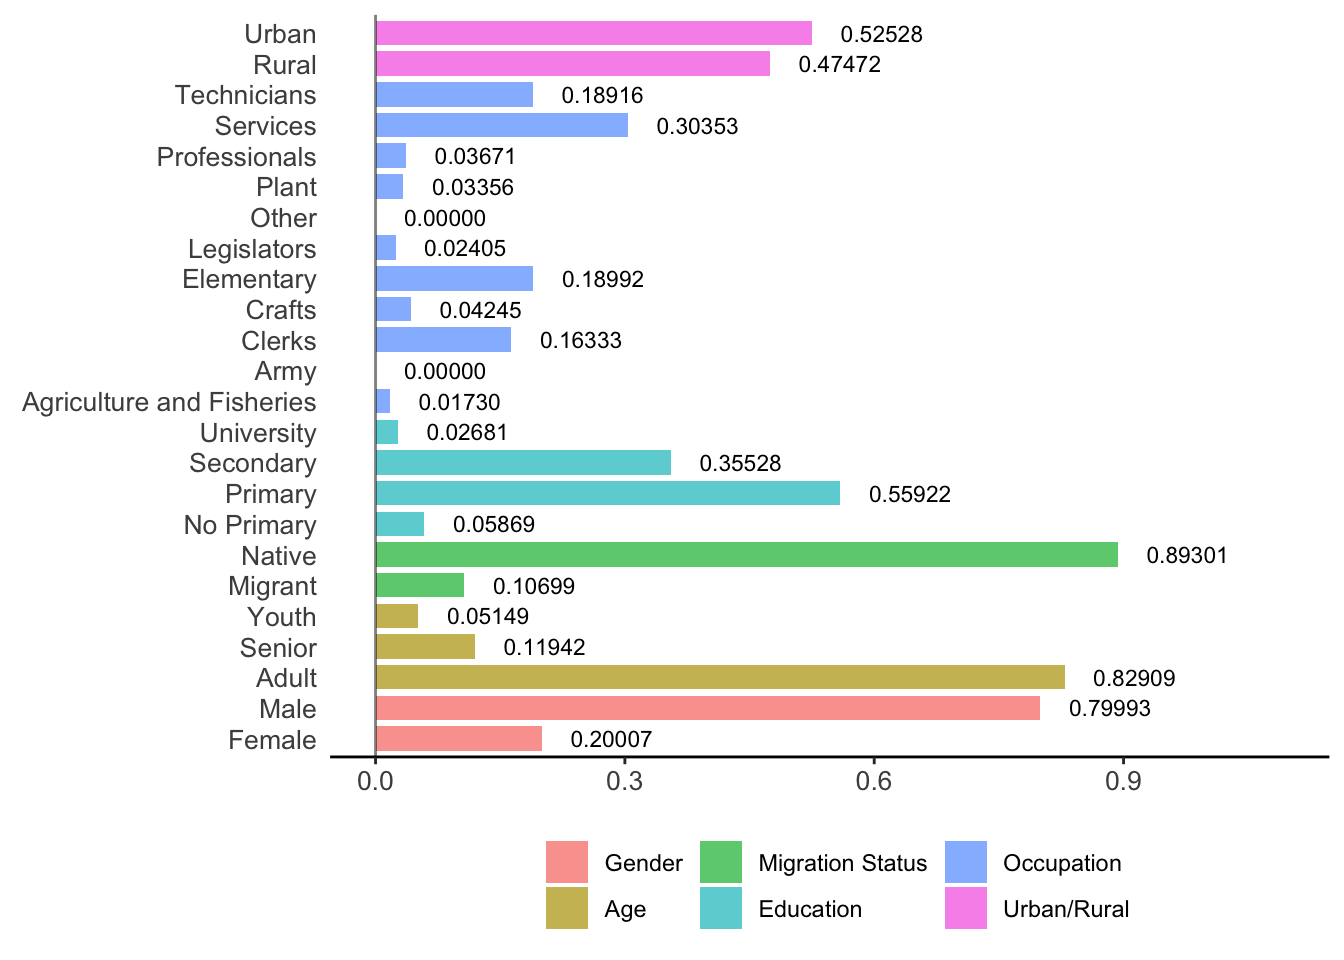 Urban 0.52528
Rural 0.47472
Technicians 0.18916
Services 0.30353
Professionals 0.03671
Plant 0.03356
Other 0.00000
Legislators 0.02405
Elementary 0.18992
Crafts 0.04245
Clerks 0.16333
Army 0.00000
Agriculture and Fisheries 0.01730
University 0.02681
Secondary 0.35528
Primary 0.55922
No Primary 0.05869
Native 0.89301
Migrant 0.10699
Youth 0.05149
Senior 0.11942
Adult 0.82909
Male 0.79993
Female 0.20007
0.0 0.3 0.6 0.9
Gender Migration Status Occupation
Age Education Urban/Rural